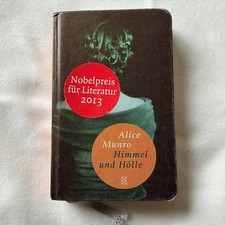 Nobelpreis
für Literatur
2013
Alice
Munro
Himmel
und Hölle